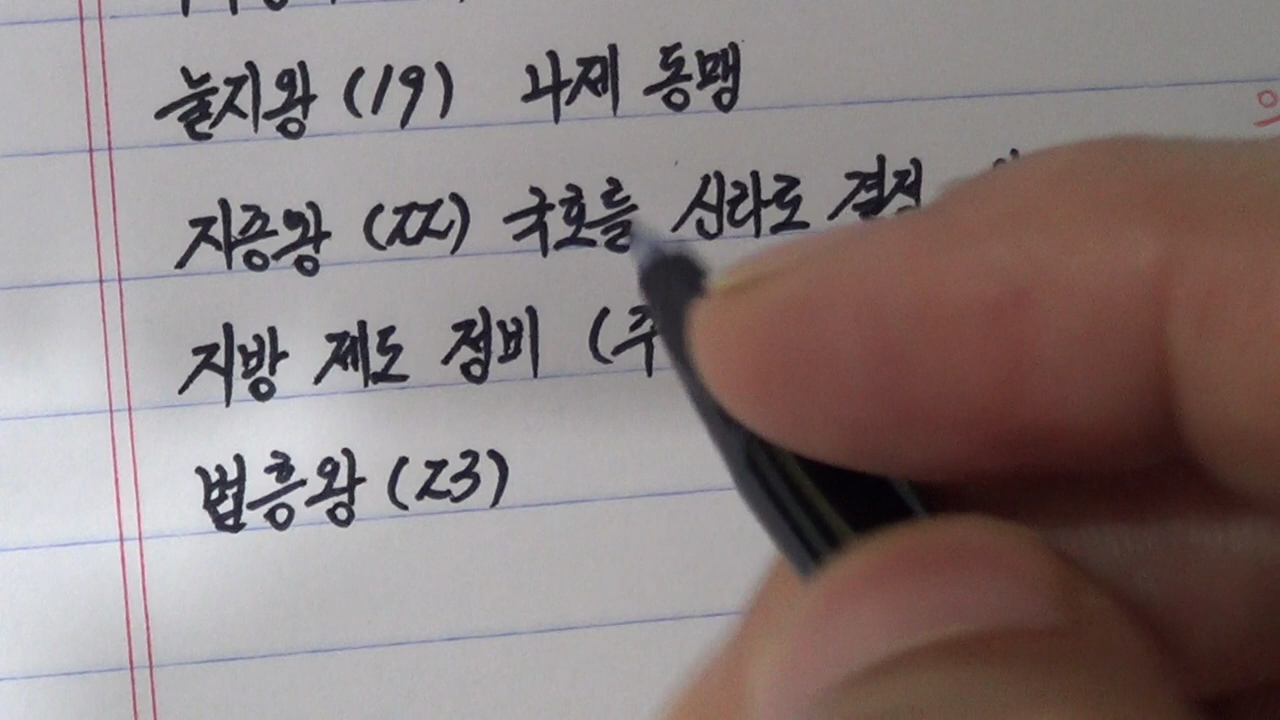 눌지왕 (19) 나제 동맹
지증왕 (22) 국호를 신라로 결정
지방 제도 정비 (주
법흥왕 (23)